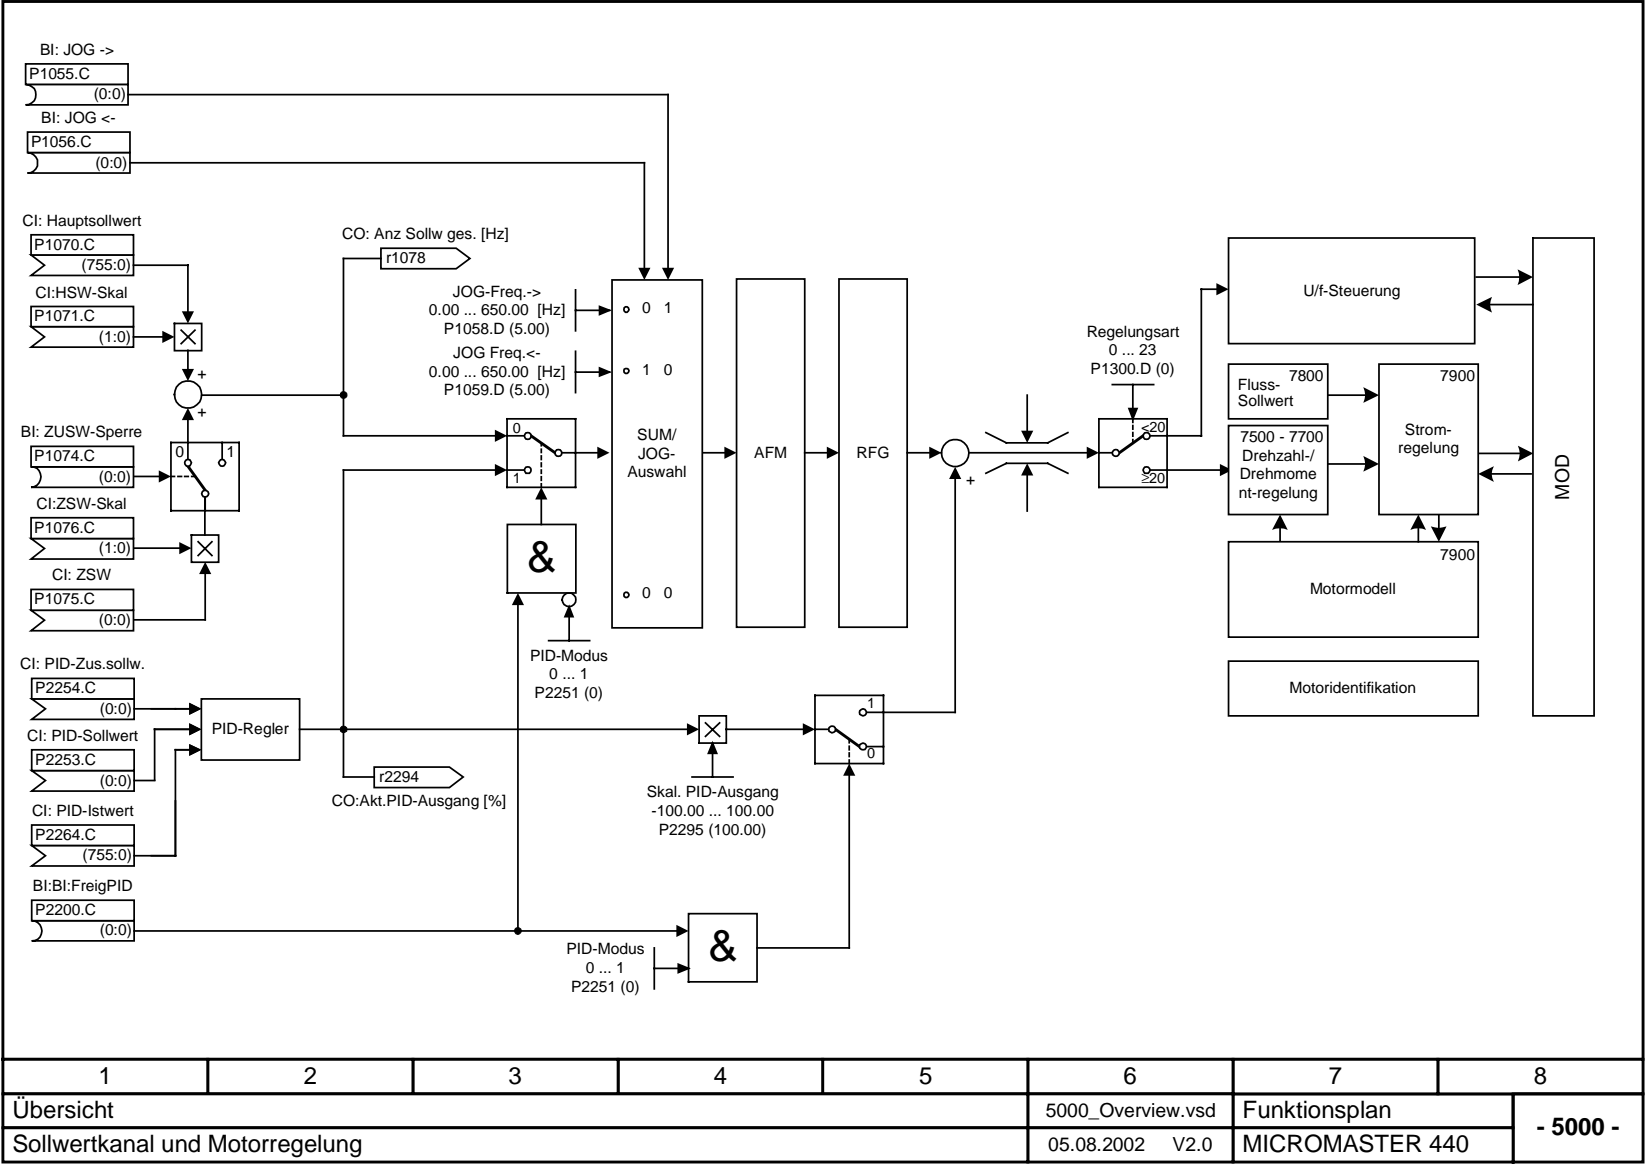 BI: JOG ->
P1055.C
(0:0)
BI: JOG <-
P1056.C
(0:0)
CI: Hauptsollwert
P1070.C
(755:0)
CI:HSW-Skal
P1071.C
(1:0)
+
+
BI: ZUSW-Sperre
P1074.C
(0:0)
0
1
CI:ZSW-Skal
P1076.C
(1:0)
CI: ZSW
P1075.C
(0:0)
CI: PID-Zus.sollw.
P2254.C
(0:0)
CI: PID-Sollwert
P2253.C
(0:0)
CI: PID-Istwert
P2264.C
(755:0)
BI:BI:FreigPID
P2200.C
(0:0)
PID-Regler
CO: Anz Sollw ges. [Hz]
r1078
JOG-Freq.->
0.00 ... 650.00 [Hz]
P1058.D (5.00)
JOG Freq.<-
0.00 ... 650.00 [Hz]
P1059.D (5.00)
0
1
&
PID-Modus
0 ... 1
P2251 (0)
r2294
CO:Akt.PID-Ausgang [%]
0 1
1 0
SUM/
JOG-
Auswahl
0 0
AFM
RFG
+
Skal. PID-Ausgang
-100.00 ... 100.00
P2295 (100.00)
1
0
PID-Modus
0 ... 1
P2251 (0)
&
Regelungsart
0 ... 23
P1300.D (0)
<20
≥20
U/f-Steuerung
7800
Fluss-
Sollwert
7500 - 7700
Drehzahl-/
Drehmome
nt-regelung
7900
Strom-
regelung
7900
Motormodell
Motoridentifikation
MOD
1 2 3 4 5 6 7 8
Übersicht
5000_Overview.vsd
Funktionsplan
- 5000 -
Sollwertkanal und Motorregelung
05.08.2002 V2.0
MICROMASTER 440